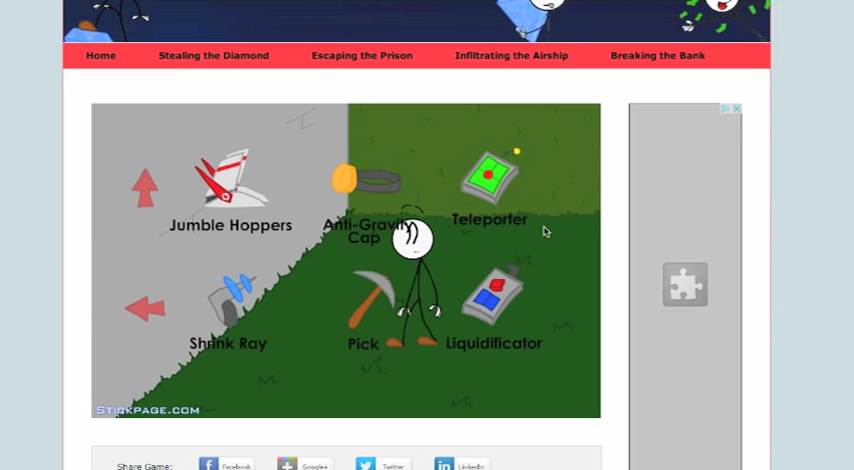 Home Stealing the Diamond Escaping the Prison Infiltrating the Airship Breaking the Bank
Jumble Hoppers
Anti-Gravity
Cap
Teleporter
Shrink Ray
Pick
Liquidificator
STICKPAGE.COM
Share Game: Facebook Google+ Twitter LinkedIn